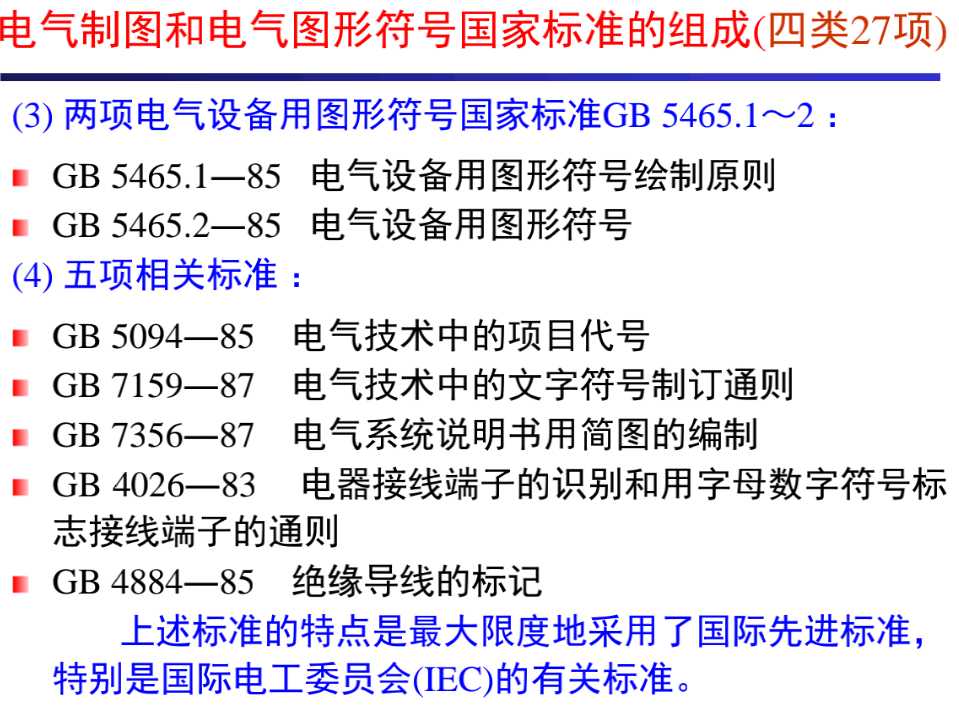 电气制图和电气图形符号国家标准的组成(四类27项)
(3) 两项电气设备用图形符号国家标准GB 5465.1～2：
GB 5465.1—85 电气设备用图形符号绘制原则
GB 5465.2—85 电气设备用图形符号
(4) 五项相关标准：
GB 5094—85 电气技术中的项目代号
GB 7159—87 电气技术中的文字符号制订通则
GB 7356—87 电气系统说明书用简图的编制
GB 4026—83 电器接线端子的识别和用字母数字符号标
志接线端子的通则
GB 4884—85 绝缘导线的标记
上述标准的特点是最大限度地采用了国际先进标准，
特别是国际电工委员会(IEC)的有关标准。